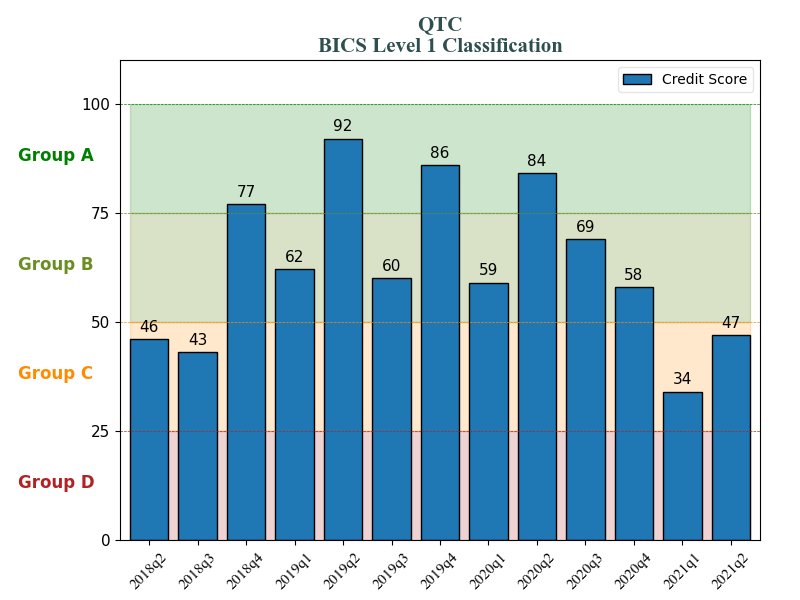 QTC
BICS Level 1 Classification
Credit Score
100
75
50
25
0
Group A
Group B
Group C
Group D
46
43
77
62
92
60
86
59
84
69
58
34
47
2018q2
2018q3
2018q4
2019q1
2019q2
2019q3
2019q4
2020q1
2020q2
2020q3
2020q4
2021q1
2021q2